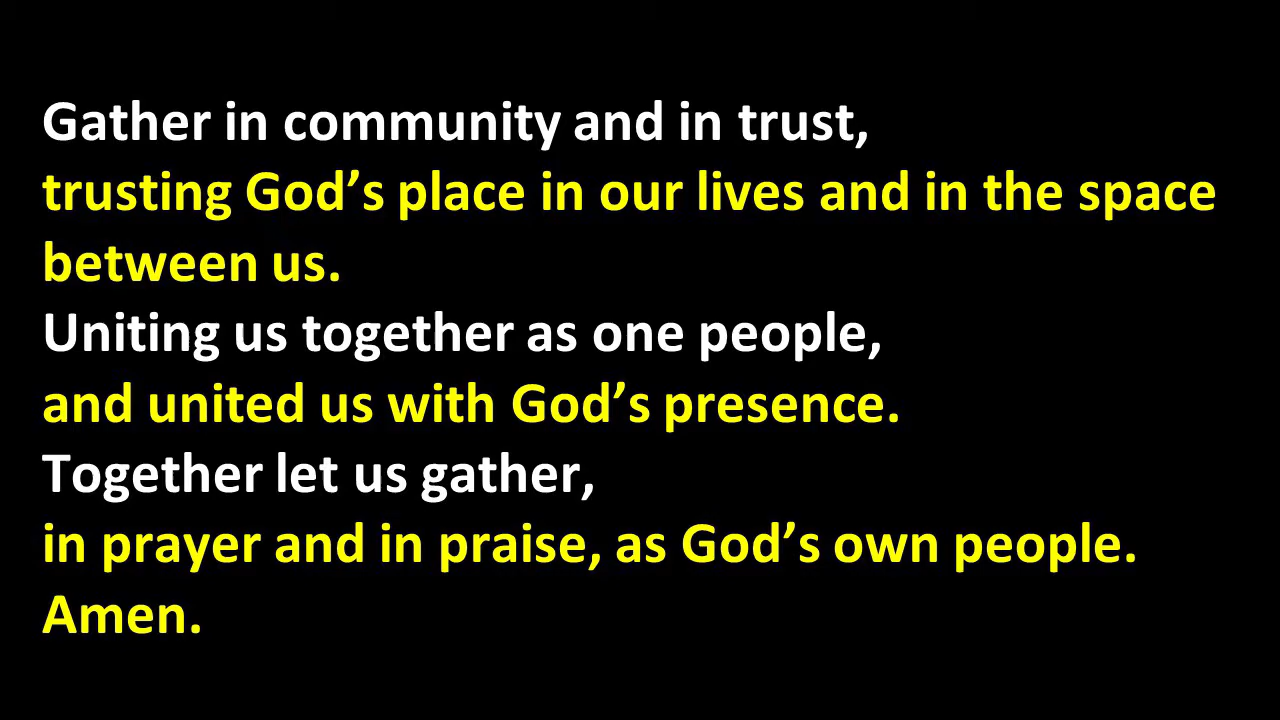 Gather in community and in trust,
trusting God’s place in our lives and in the space
between us.
Uniting us together as one people,
and united us with God’s presence.
Together let us gather,
in prayer and in praise, as God’s own people.
Amen.